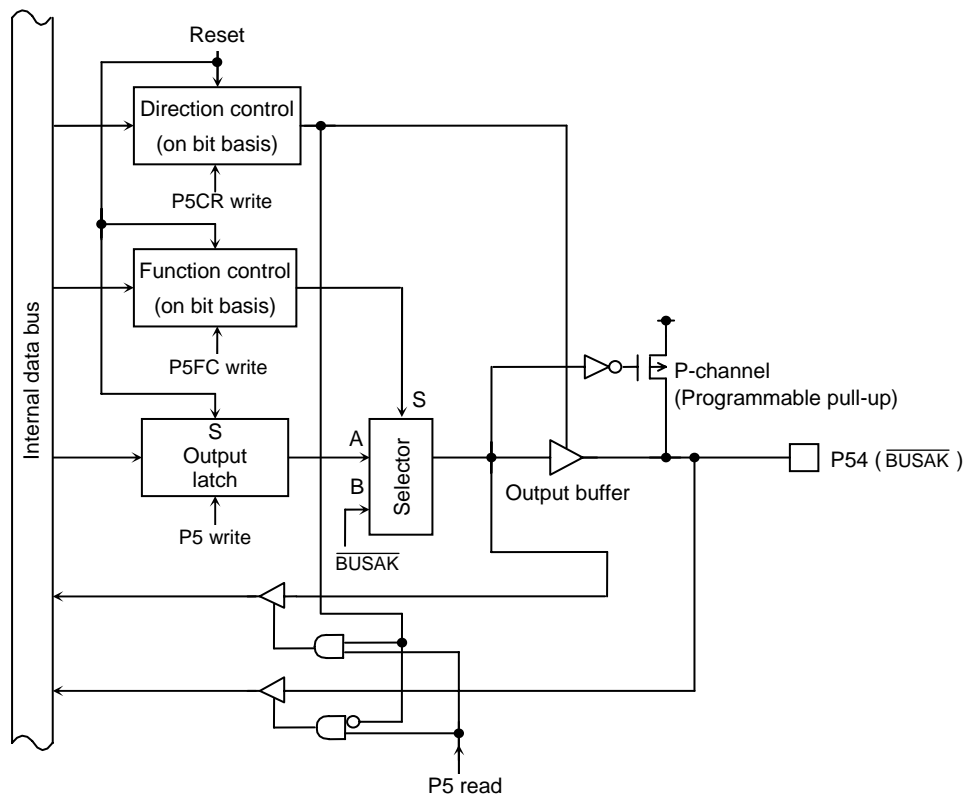 Reset
Direction control
(on bit basis)
P5CR write
Function control
(on bit basis)
P5FC write
Internal data bus
S
Output
latch
P5 write
A
B
S
Selector
BUSAK
Output buffer
P-channel
(Programmable pull-up)
P54 ( BUSAK )
P5 read